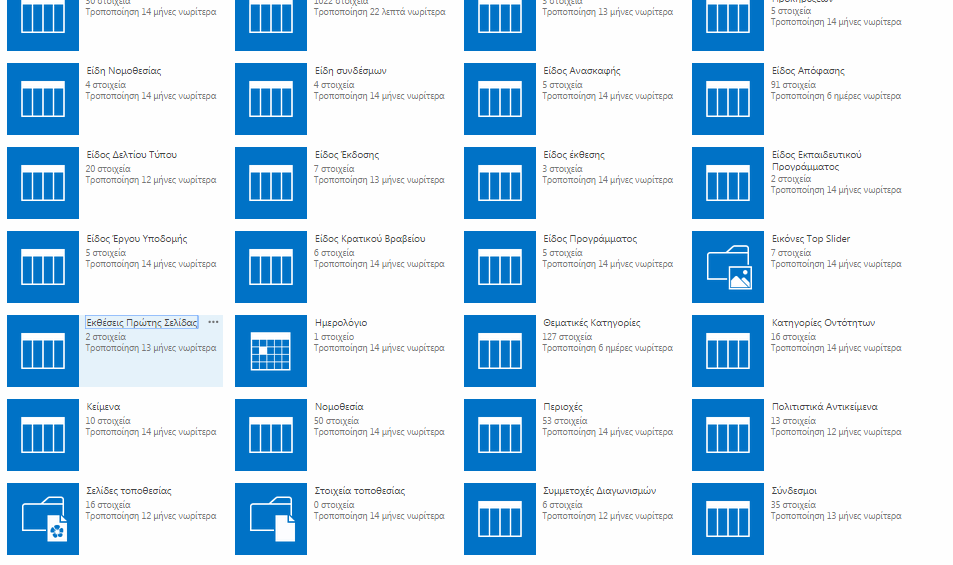 30 στοιχεία
Τροποποίηση 14 μήνες νωρίτερα
1022 στοιχεία
Τροποποίηση 22 λεπτά νωρίτερα
5 στοιχεία
Τροποποίηση 13 μήνες νωρίτερα
Προκηρύξεων
5 στοιχεία
Τροποποίηση 14 μήνες νωρίτερα
Είδη Νομοθεσίας
4 στοιχεία
Τροποποίηση 14 μήνες νωρίτερα
Είδη συνδέσμων
4 στοιχεία
Τροποποίηση 14 μήνες νωρίτερα
Είδος Ανασκαφής
5 στοιχεία
Τροποποίηση 14 μήνες νωρίτερα
Είδος Απόφασης
91 στοιχεία
Τροποποίηση 6 ημέρες νωρίτερα
Είδος Δελτίου Τύπου
20 στοιχεία
Τροποποίηση 12 μήνες νωρίτερα
Είδος Έκδοσης
7 στοιχεία
Τροποποίηση 13 μήνες νωρίτερα
Είδος έκθεσης
3 στοιχεία
Τροποποίηση 14 μήνες νωρίτερα
Είδος Εκπαιδευτικού
Προγράμματος
2 στοιχεία
Τροποποίηση 14 μήνες νωρίτερα
Είδος Έργου Υποδομής
5 στοιχεία
Τροποποίηση 14 μήνες νωρίτερα
Είδος Κρατικού Βραβείου
6 στοιχεία
Τροποποίηση 14 μήνες νωρίτερα
Είδος Προγράμματος
5 στοιχεία
Τροποποίηση 14 μήνες νωρίτερα
Εικόνες Top Slider
7 στοιχεία
Τροποποίηση 14 μήνες νωρίτερα
Εκθέσεις Πρώτης Σελίδας ···
2 στοιχεία
Τροποποίηση 13 μήνες νωρίτερα
Ημερολόγιο
1 στοιχείο
Τροποποίηση 14 μήνες νωρίτερα
Θεματικές Κατηγορίες
127 στοιχεία
Τροποποίηση 6 ημέρες νωρίτερα
Κατηγορίες Οντότητων
16 στοιχεία
Τροποποίηση 14 μήνες νωρίτερα
Κείμενα
10 στοιχεία
Τροποποίηση 14 μήνες νωρίτερα
Νομοθεσία
50 στοιχεία
Τροποποίηση 14 μήνες νωρίτερα
Περιοχές
53 στοιχεία
Τροποποίηση 14 μήνες νωρίτερα
Πολιτιστικά Αντικείμενα
13 στοιχεία
Τροποποίηση 12 μήνες νωρίτερα
Σελίδες τοποθεσίας
16 στοιχεία
Τροποποίηση 12 μήνες νωρίτερα
Στοιχεία τοποθεσίας
0 στοιχεία
Τροποποίηση 14 μήνες νωρίτερα
Συμμετοχές Διαγωνισμών
6 στοιχεία
Τροποποίηση 12 μήνες νωρίτερα
Σύνδεσμοι
35 στοιχεία
Τροποποίηση 13 μήνες νωρίτερα